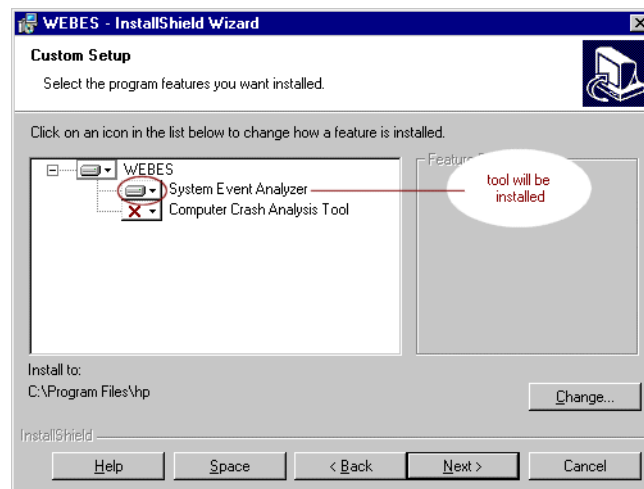 WEBES - InstallShield Wizard
Custom Setup
Select the program features you want installed.
Click on an icon in the list below to change how a feature is installed.
WEBES
System Event Analyzer
Computer Crash Analysis Tool
Feature
tool will be
installed
Install to:
C:\Program Files\hp
Change...
InstallShield
Help
Space
< Back
Next >
Cancel